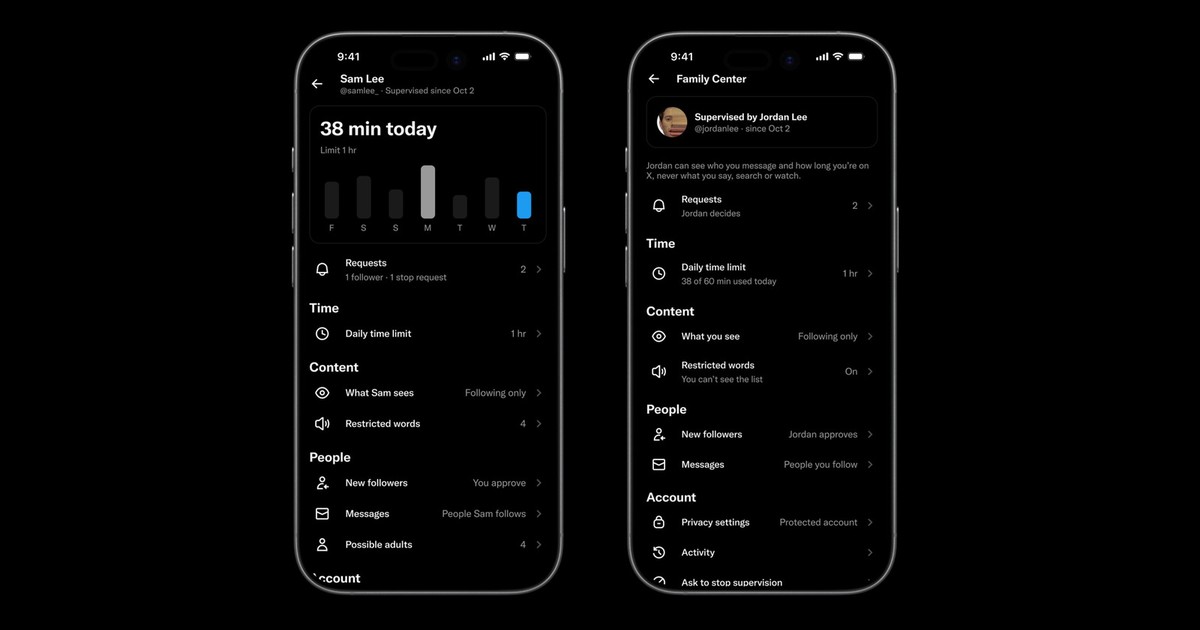 9:41
Sam Lee
@samlee_ · Supervised since Oct 2
38 min today
Limit 1 hr
F S S M T W T
Requests
1 follower · 1 stop request
2
Time
Daily time limit 1 hr
Content
What Sam sees Following only
Restricted words 4
People
New followers You approve
Messages People Sam follows
Possible adults 4
Account
9:41
Family Center
Supervised by Jordan Lee
@jordanlee · since Oct 2
Jordan can see who you message and how long you're on
X, never what you say, search or watch.
Requests
Jordan decides
2
Time
Daily time limit
38 of 60 min used today
1 hr
Content
What you see Following only
Restricted words
You can't see the list
On
People
New followers Jordan approves
Messages People you follow
Account
Privacy settings Protected account
Activity
Ask to stop supervision